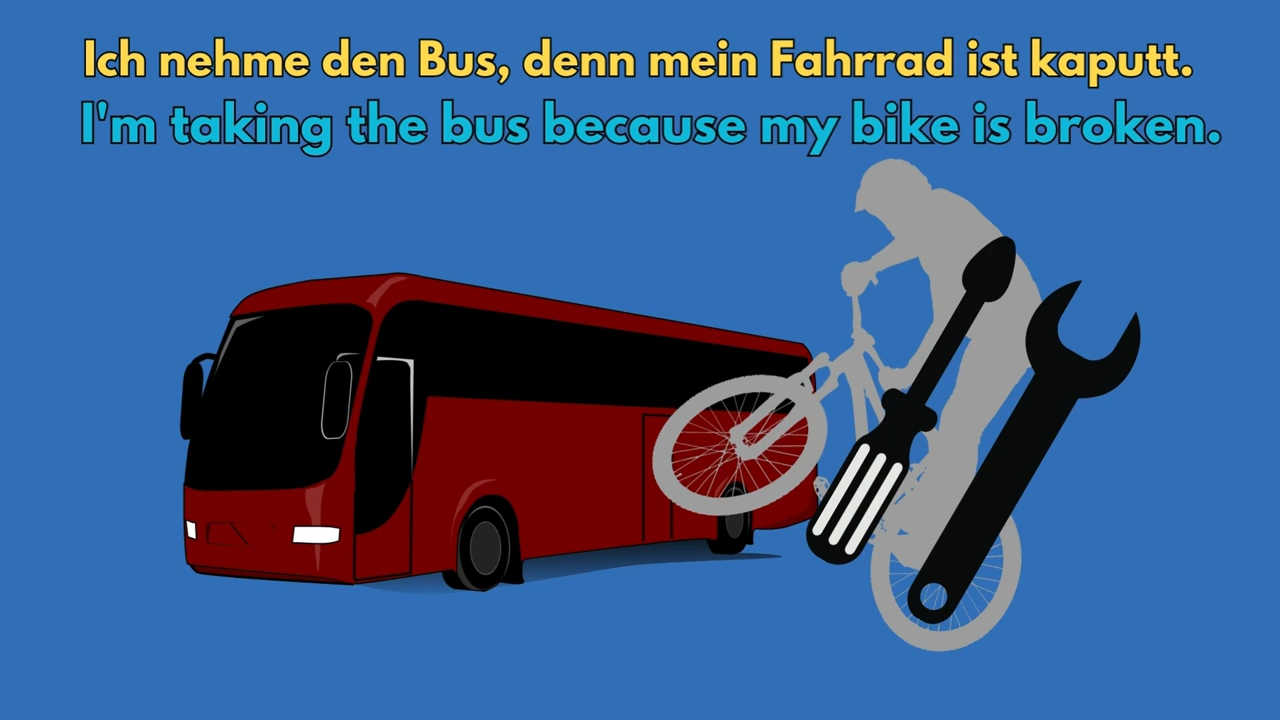 Ich nehme den Bus, denn mein Fahrrad ist kaputt.
I'm taking the bus because my bike is broken.